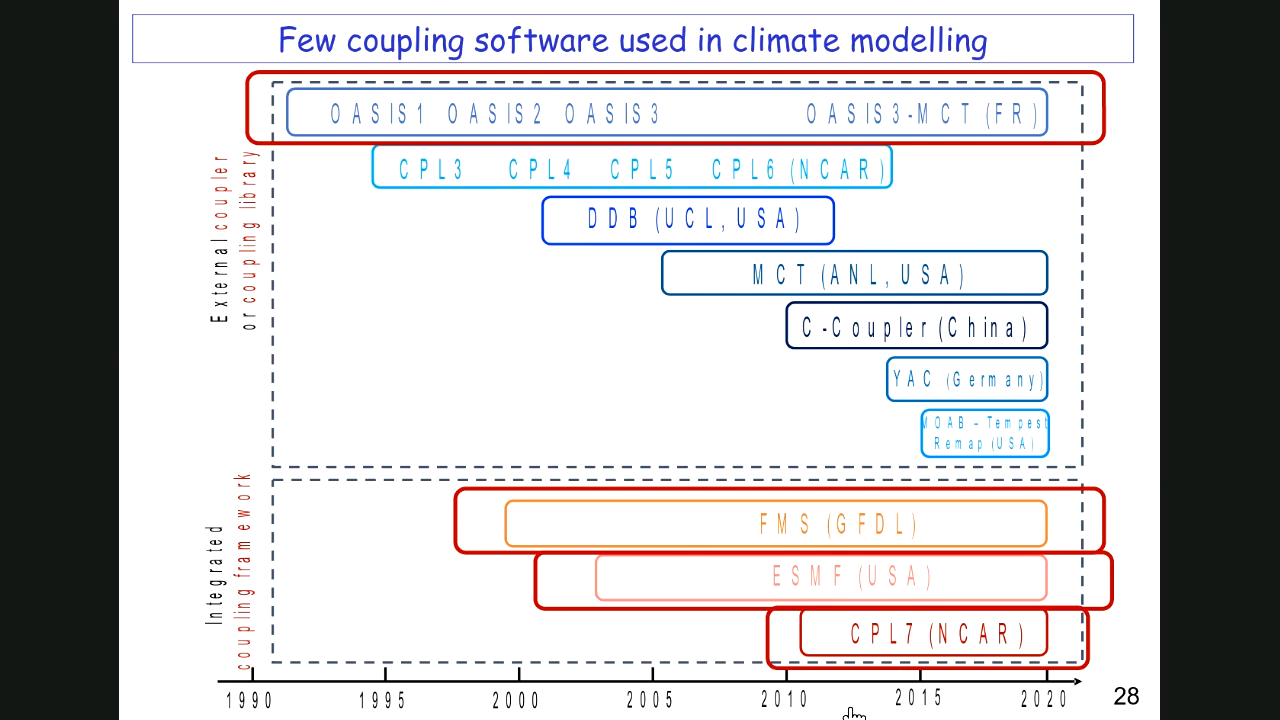 Few coupling software used in climate modelling
OASIS1 OASIS2 OASIS3 OASIS3-MCT (FR)
CPL3 CPL4 CPL5 CPL6 (NCAR)
DDB (UCL, USA)
MCT (ANL, USA)
C-Coupler (China)
YAC (Germany)
MOAB – Tempest
Remap (USA)
External coupler
or coupling library
FMS (GFDL)
ESMF (USA)
CPL7 (NCAR)
Integrated
coupling framework
1990 1995 2000 2005 2010 2015 2020
28